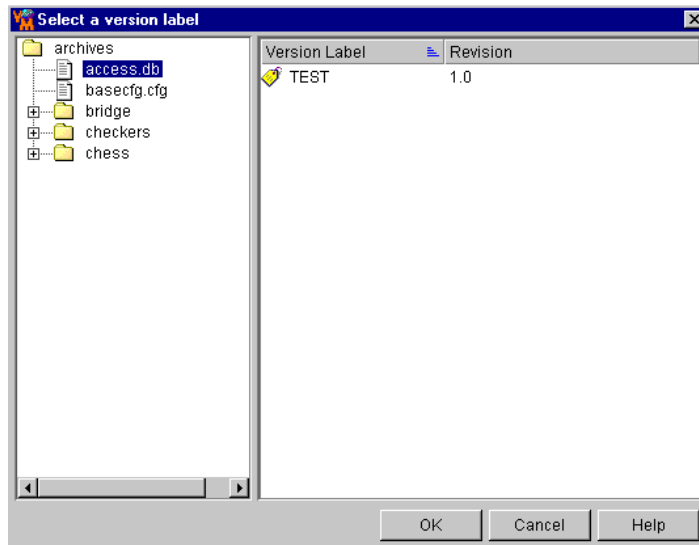 Select a version label
archives
access.db
basecfg.cfg
bridge
checkers
chess
Version Label Revision
TEST 1.0
OK Cancel Help